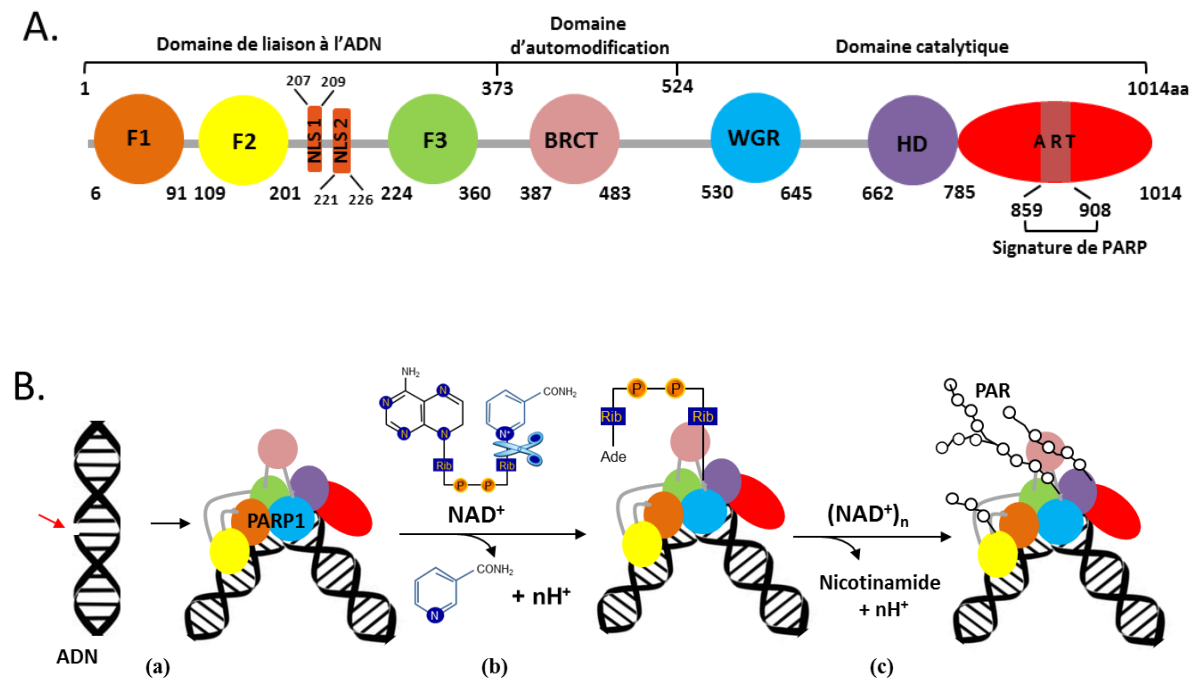 A.
Domaine de liaison à l'ADN
Domaine
d'automodification
Domaine catalytique
1
207
209
373
524
1014aa
F1
F2
NLS 1
NLS 2
F3
BRCT
WGR
HD
A R T
6
91
109
201
221
226
224
360
387
483
530
645
662
785
859
908
1014
Signature de PARP
B.
NH2
N
N
N
N
CONH2
N+
Rib
Rib
P
P
PARP1
NAD+
CONH2
N
+ nH+
P
P
Rib
Rib
Ade
(NAD+)n
Nicotinamide
+ nH+
PAR
ADN
(a)
(b)
(c)